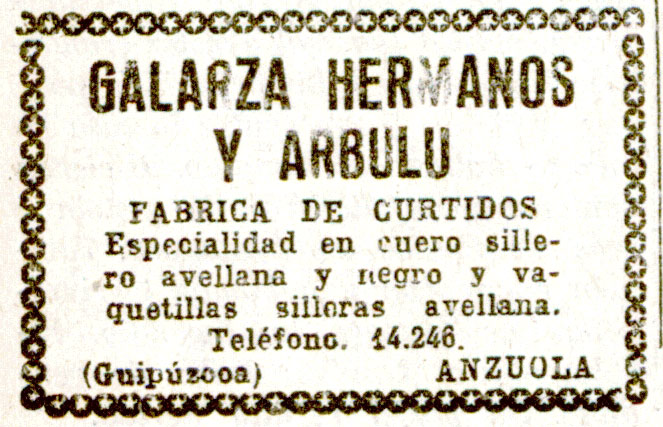 GALARZA HERMANOS
Y ARBULU
FABRICA DE CURTIDOS
Especialidad en cuero sille-
ro avellana y negro y va-
quetillas silleras avellana.
Teléfono. 14.246.
(Guipúzcoa) ANZUOLA